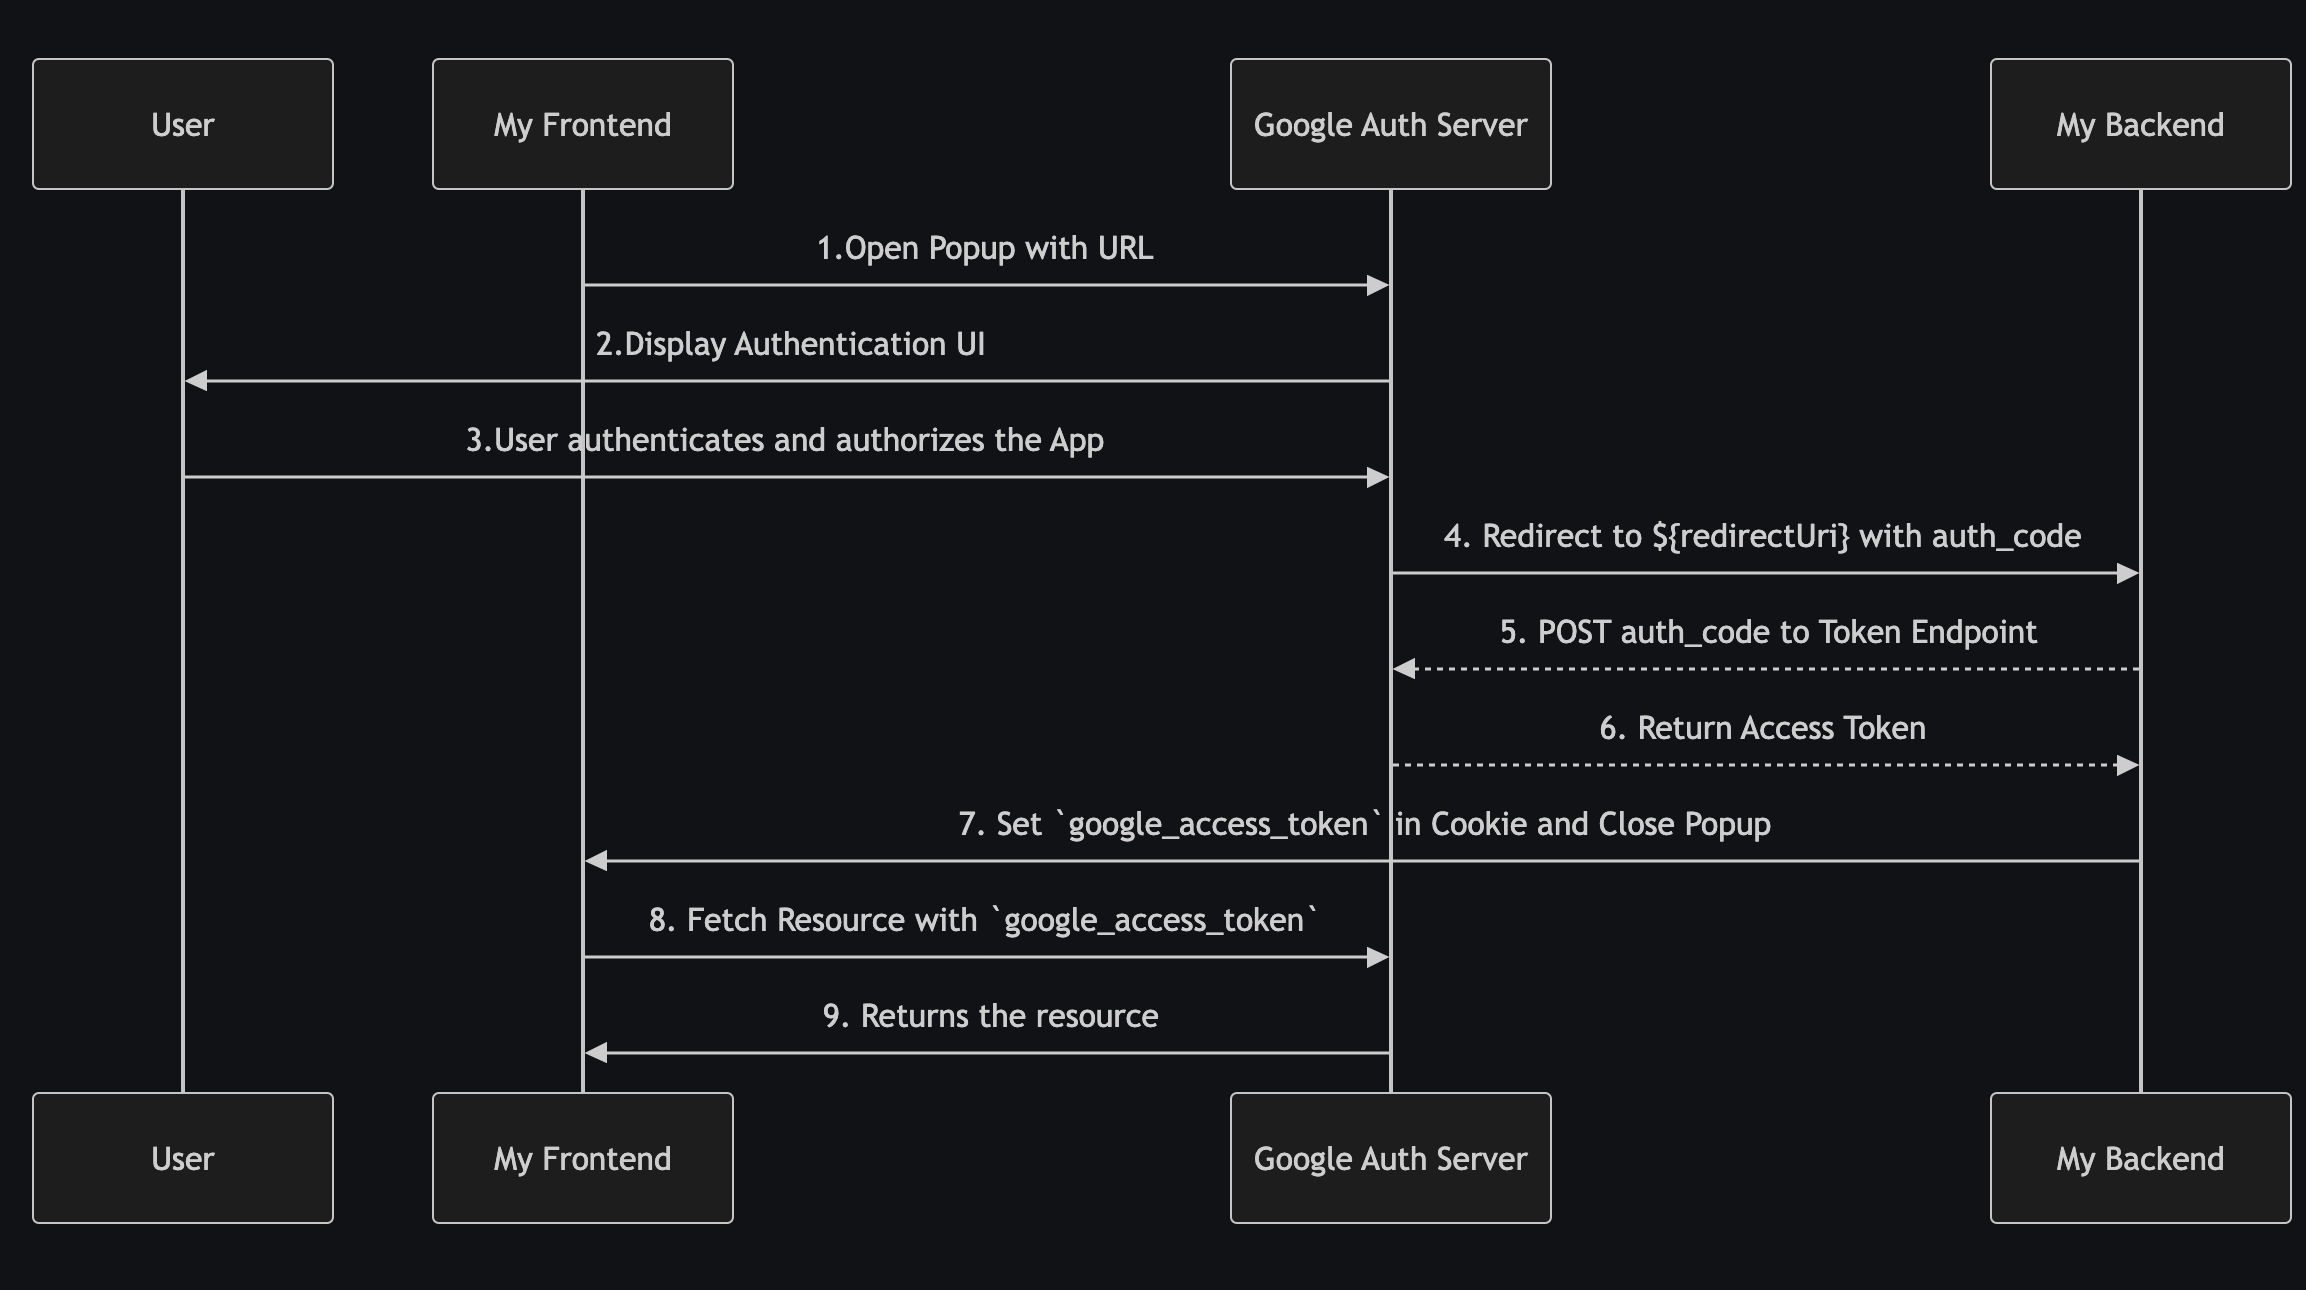 User
My Frontend
Google Auth Server
My Backend
1.Open Popup with URL
2.Display Authentication UI
3.User authenticates and authorizes the App
4. Redirect to ${redirectUri} with auth_code
5. POST auth_code to Token Endpoint
6. Return Access Token
7. Set `google_access_token` in Cookie and Close Popup
8. Fetch Resource with `google_access_token`
9. Returns the resource
User
My Frontend
Google Auth Server
My Backend